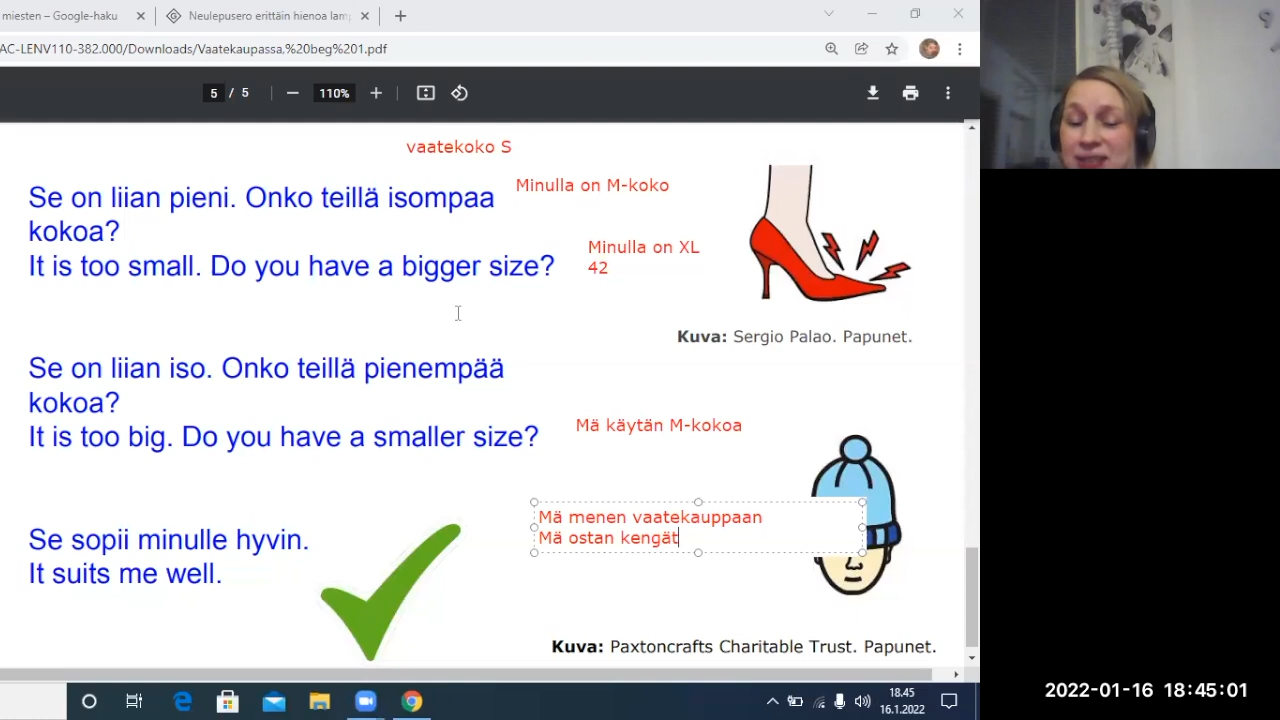 miesten – Google-haku
Neulepusero erittäin hienoa lam
AC-LENV110-382.000/Downloads/Vaatekaupassa,%20beg%201.pdf
5 / 5
110%
vaatekoko S
Se on liian pieni. Onko teillä isompaa
kokoa?
It is too small. Do you have a bigger size?
Minulla on M-koko
Minulla on XL
42
Kuva: Sergio Palao. Papunet.
Se on liian iso. Onko teillä pienempää
kokoa?
It is too big. Do you have a smaller size?
Mä käytän M-kokoa
Mä menen vaatekauppaan
Mä ostan kengät
Se sopii minulle hyvin.
It suits me well.
Kuva: Paxtoncrafts Charitable Trust. Papunet.
18.45
16.1.2022
2022-01-16 18:45:01